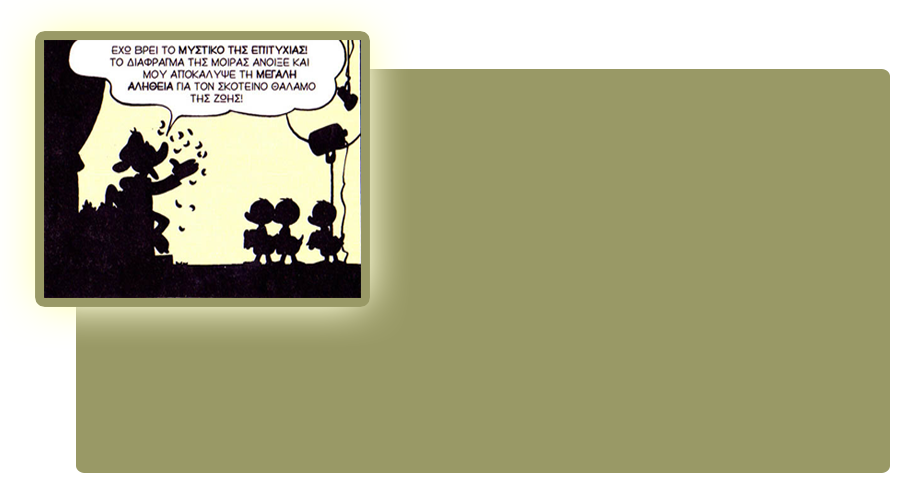 ΕΧΩ ΒΡΕΙ ΤΟ ΜΥΣΤΙΚΟ ΤΗΣ ΕΠΙΤΥΧΙΑΣ!
ΤΟ ΔΙΑΦΡΑΓΜΑ ΤΗΣ ΜΟΙΡΑΣ ΑΝΟΙΞΕ ΚΑΙ
ΜΟΥ ΑΠΟΚΑΛΥΨΕ ΤΗ ΜΕΓΑΛΗ
ΑΛΗΘΕΙΑ ΓΙΑ ΤΟΝ ΣΚΟΤΕΙΝΟ ΘΑΛΑΜΟ
ΤΗΣ ΖΩΗΣ!